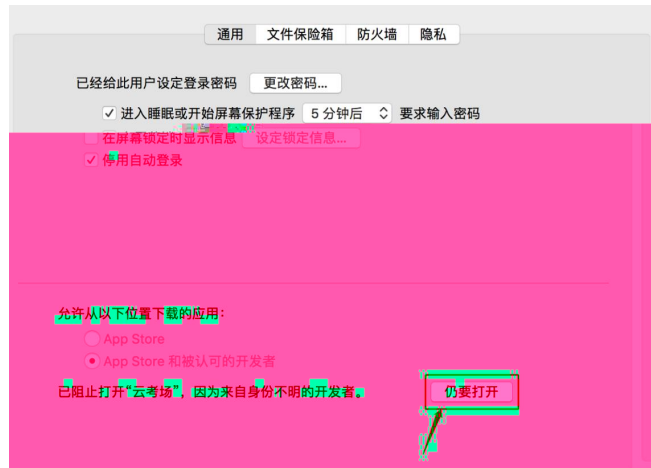 通用 文件保险箱 防火墙 隐私
已经给此用户设定登录密码 更改密码...
进入睡眠或开始屏幕保护程序 5 分钟后 要求输入密码
在屏幕锁定时显示信息 设定锁定信息...
停用自动登录
允许从以下位置下载的应用：
App Store
App Store 和被认可的开发者
已阻止打开“云考场”，因为来自身份不明的开发者。 仍要打开